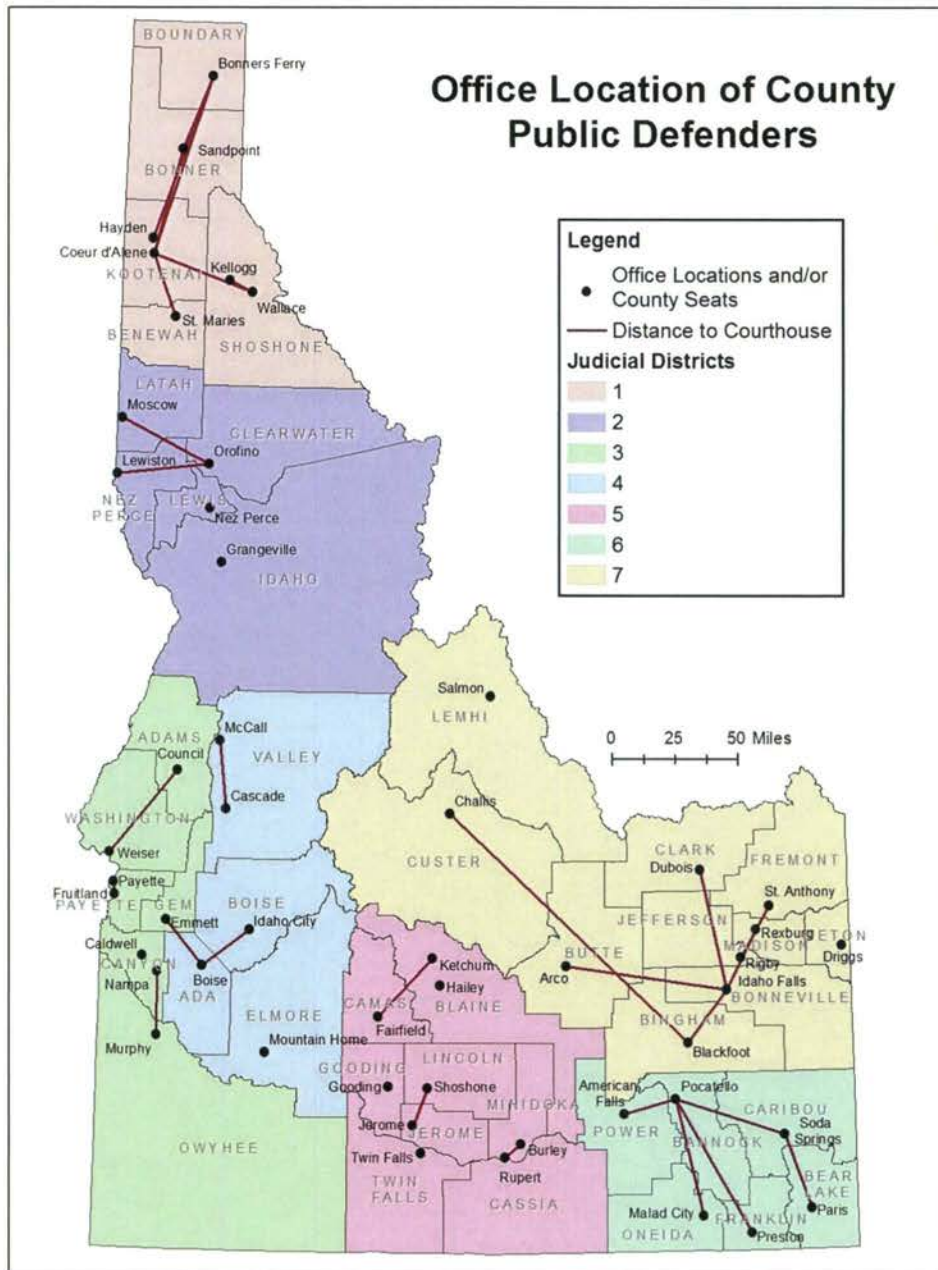 Office Location of County
Public Defenders
Legend
Office Locations and/or
County Seats
Distance to Courthouse
Judicial Districts
1
2
3
4
5
6
7
0 25 50 Miles
BOUNDARY
Bonners Ferry
Sandpoint
BONNER
Hayden
Coeur d'Alene
KOOTENAI
Kellogg
Wallace
St. Maries
BENEWAH
SHOSHONE
LATAH
Moscow
CLEARWATER
Orofino
Lewiston
NEZ
PERCE
LEWIS
Nez Perce
Grangeville
IDAHO
Salmon
LEMHI
ADAMS
McCall
Council
VALLEY
Cascade
WASHINGTON
Weiser
Challis
CUSTER
CLARK
Dubois
FREMONT
St. Anthony
Payette
Fruitland
PAYETTE
GEM
Emmett
BOISE
Idaho City
JEFFERSON
Rexburg
MADISON
TETON
Driggs
Rigby
Caldwell
CANYON
Nampa
Boise
ADA
BUTTE
Arco
Idaho Falls
BONNEVILLE
Ketchum
Hailey
CAMAS
BLAINE
Fairfield
ELMORE
Mountain Home
Murphy
BINGHAM
Blackfoot
GOODING
Gooding
LINCOLN
Shoshone
MINIDOKA
American
Falls
Pocatello
CARIBOU
POWER
BANNOCK
Soda
Springs
Jerome
JEROME
Burley
Rupert
Twin Falls
TWIN
FALLS
CASSIA
OWYHEE
BEAR
LAKE
Paris
Malad City
ONEIDA
FRANKLIN
Preston